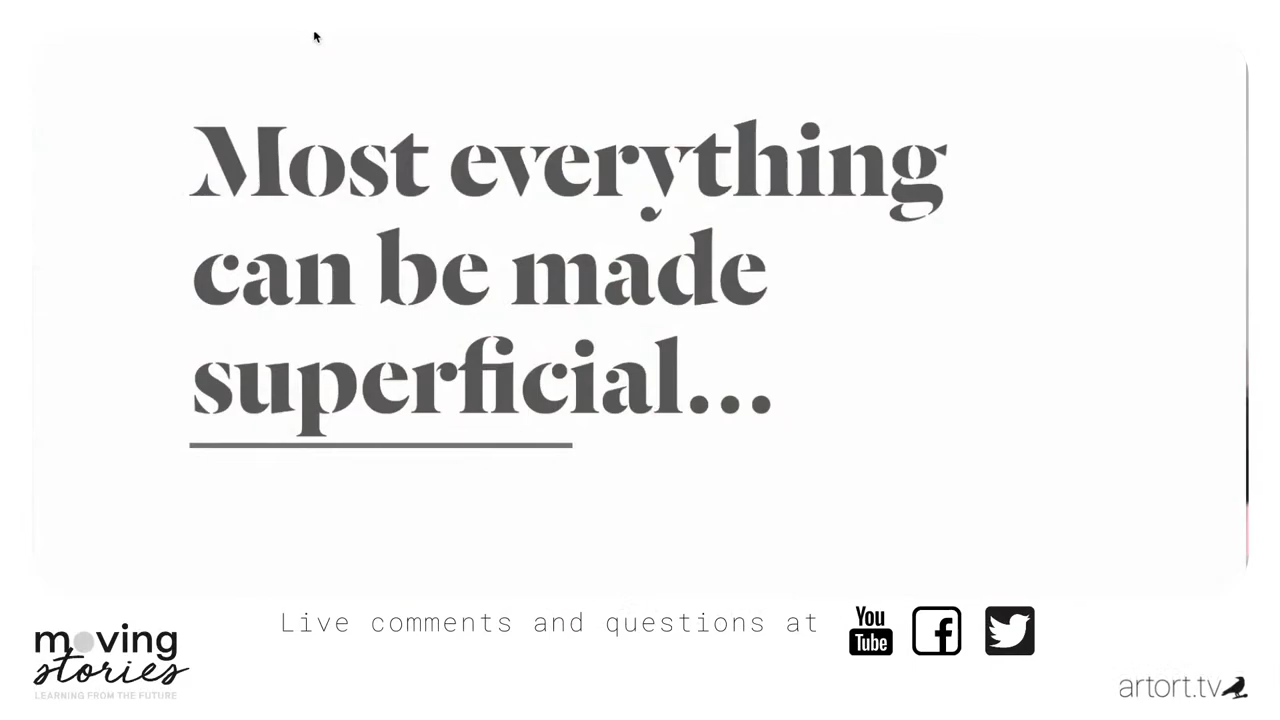 Most everything
can be made
superficial...
Live comments and questions at
You
Tube
moving
stories
LEARNING FROM THE FUTURE
artort.tv